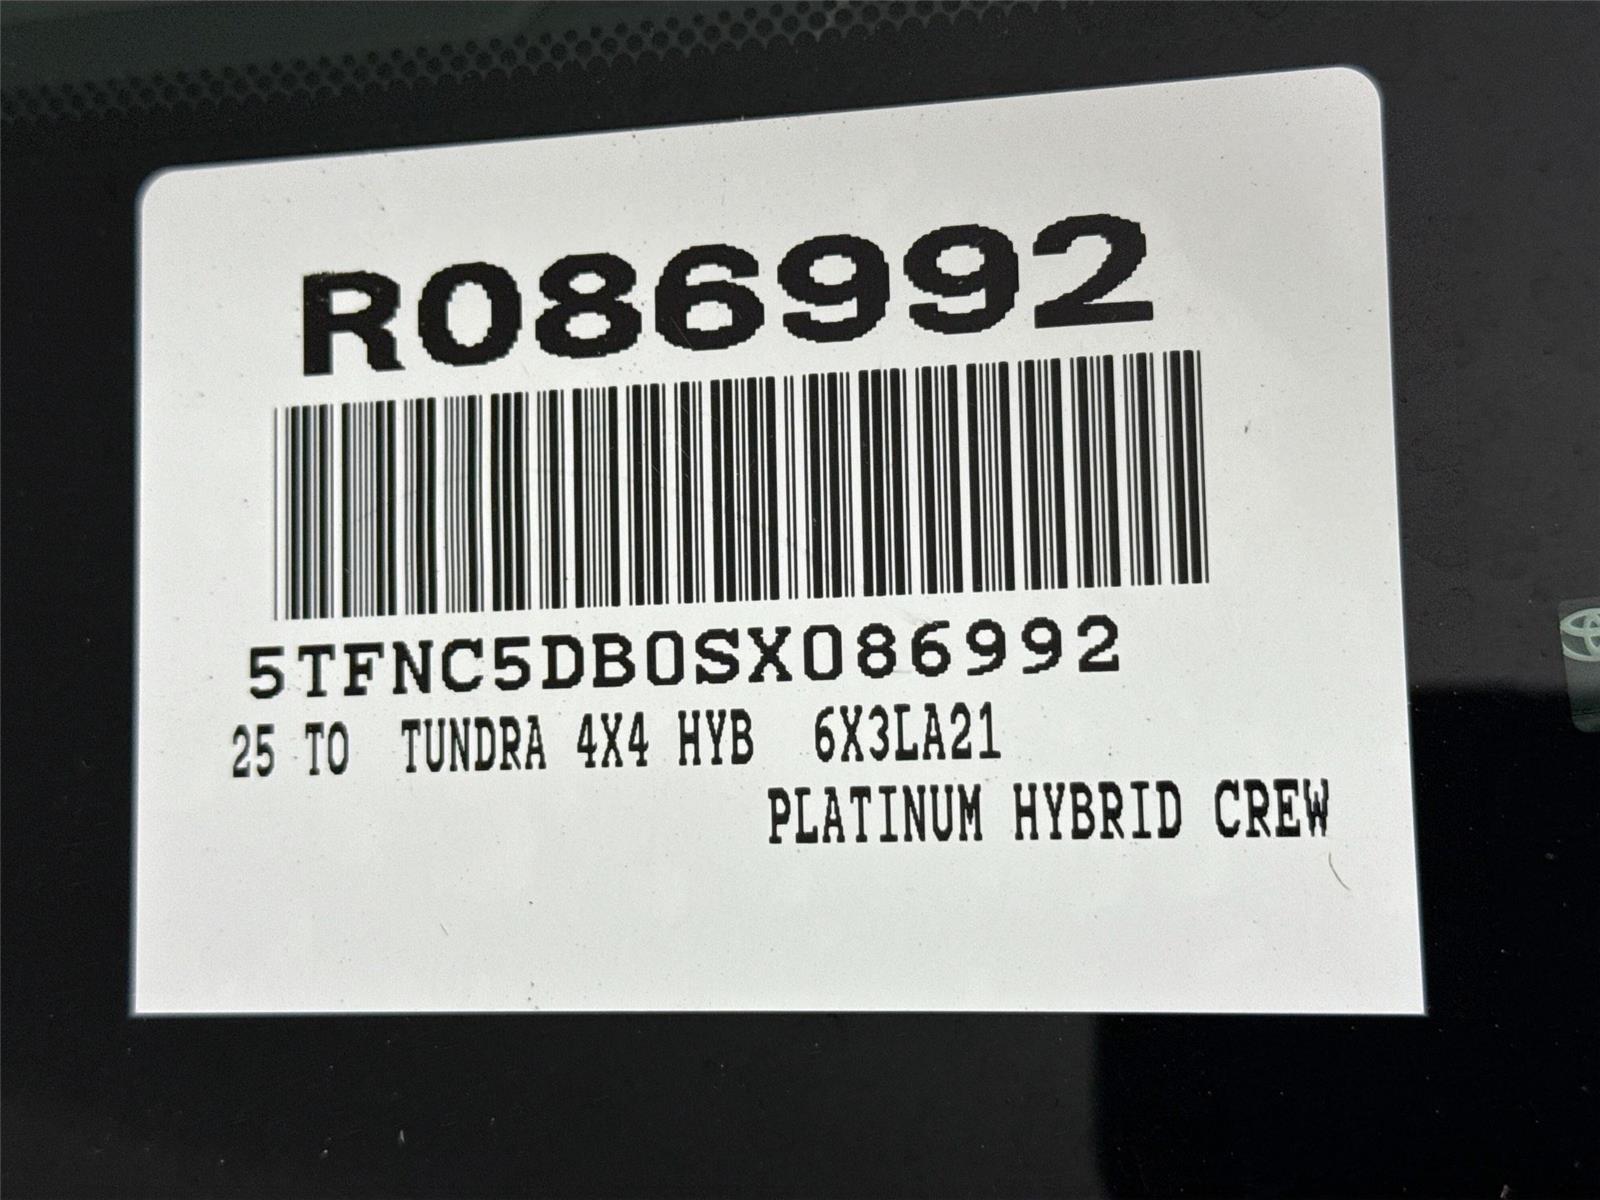 R086992
5TFNC5DB0SX086992
25 TO TUNDRA 4X4 HYB 6X3LA21
PLATINUM HYBRID CREW